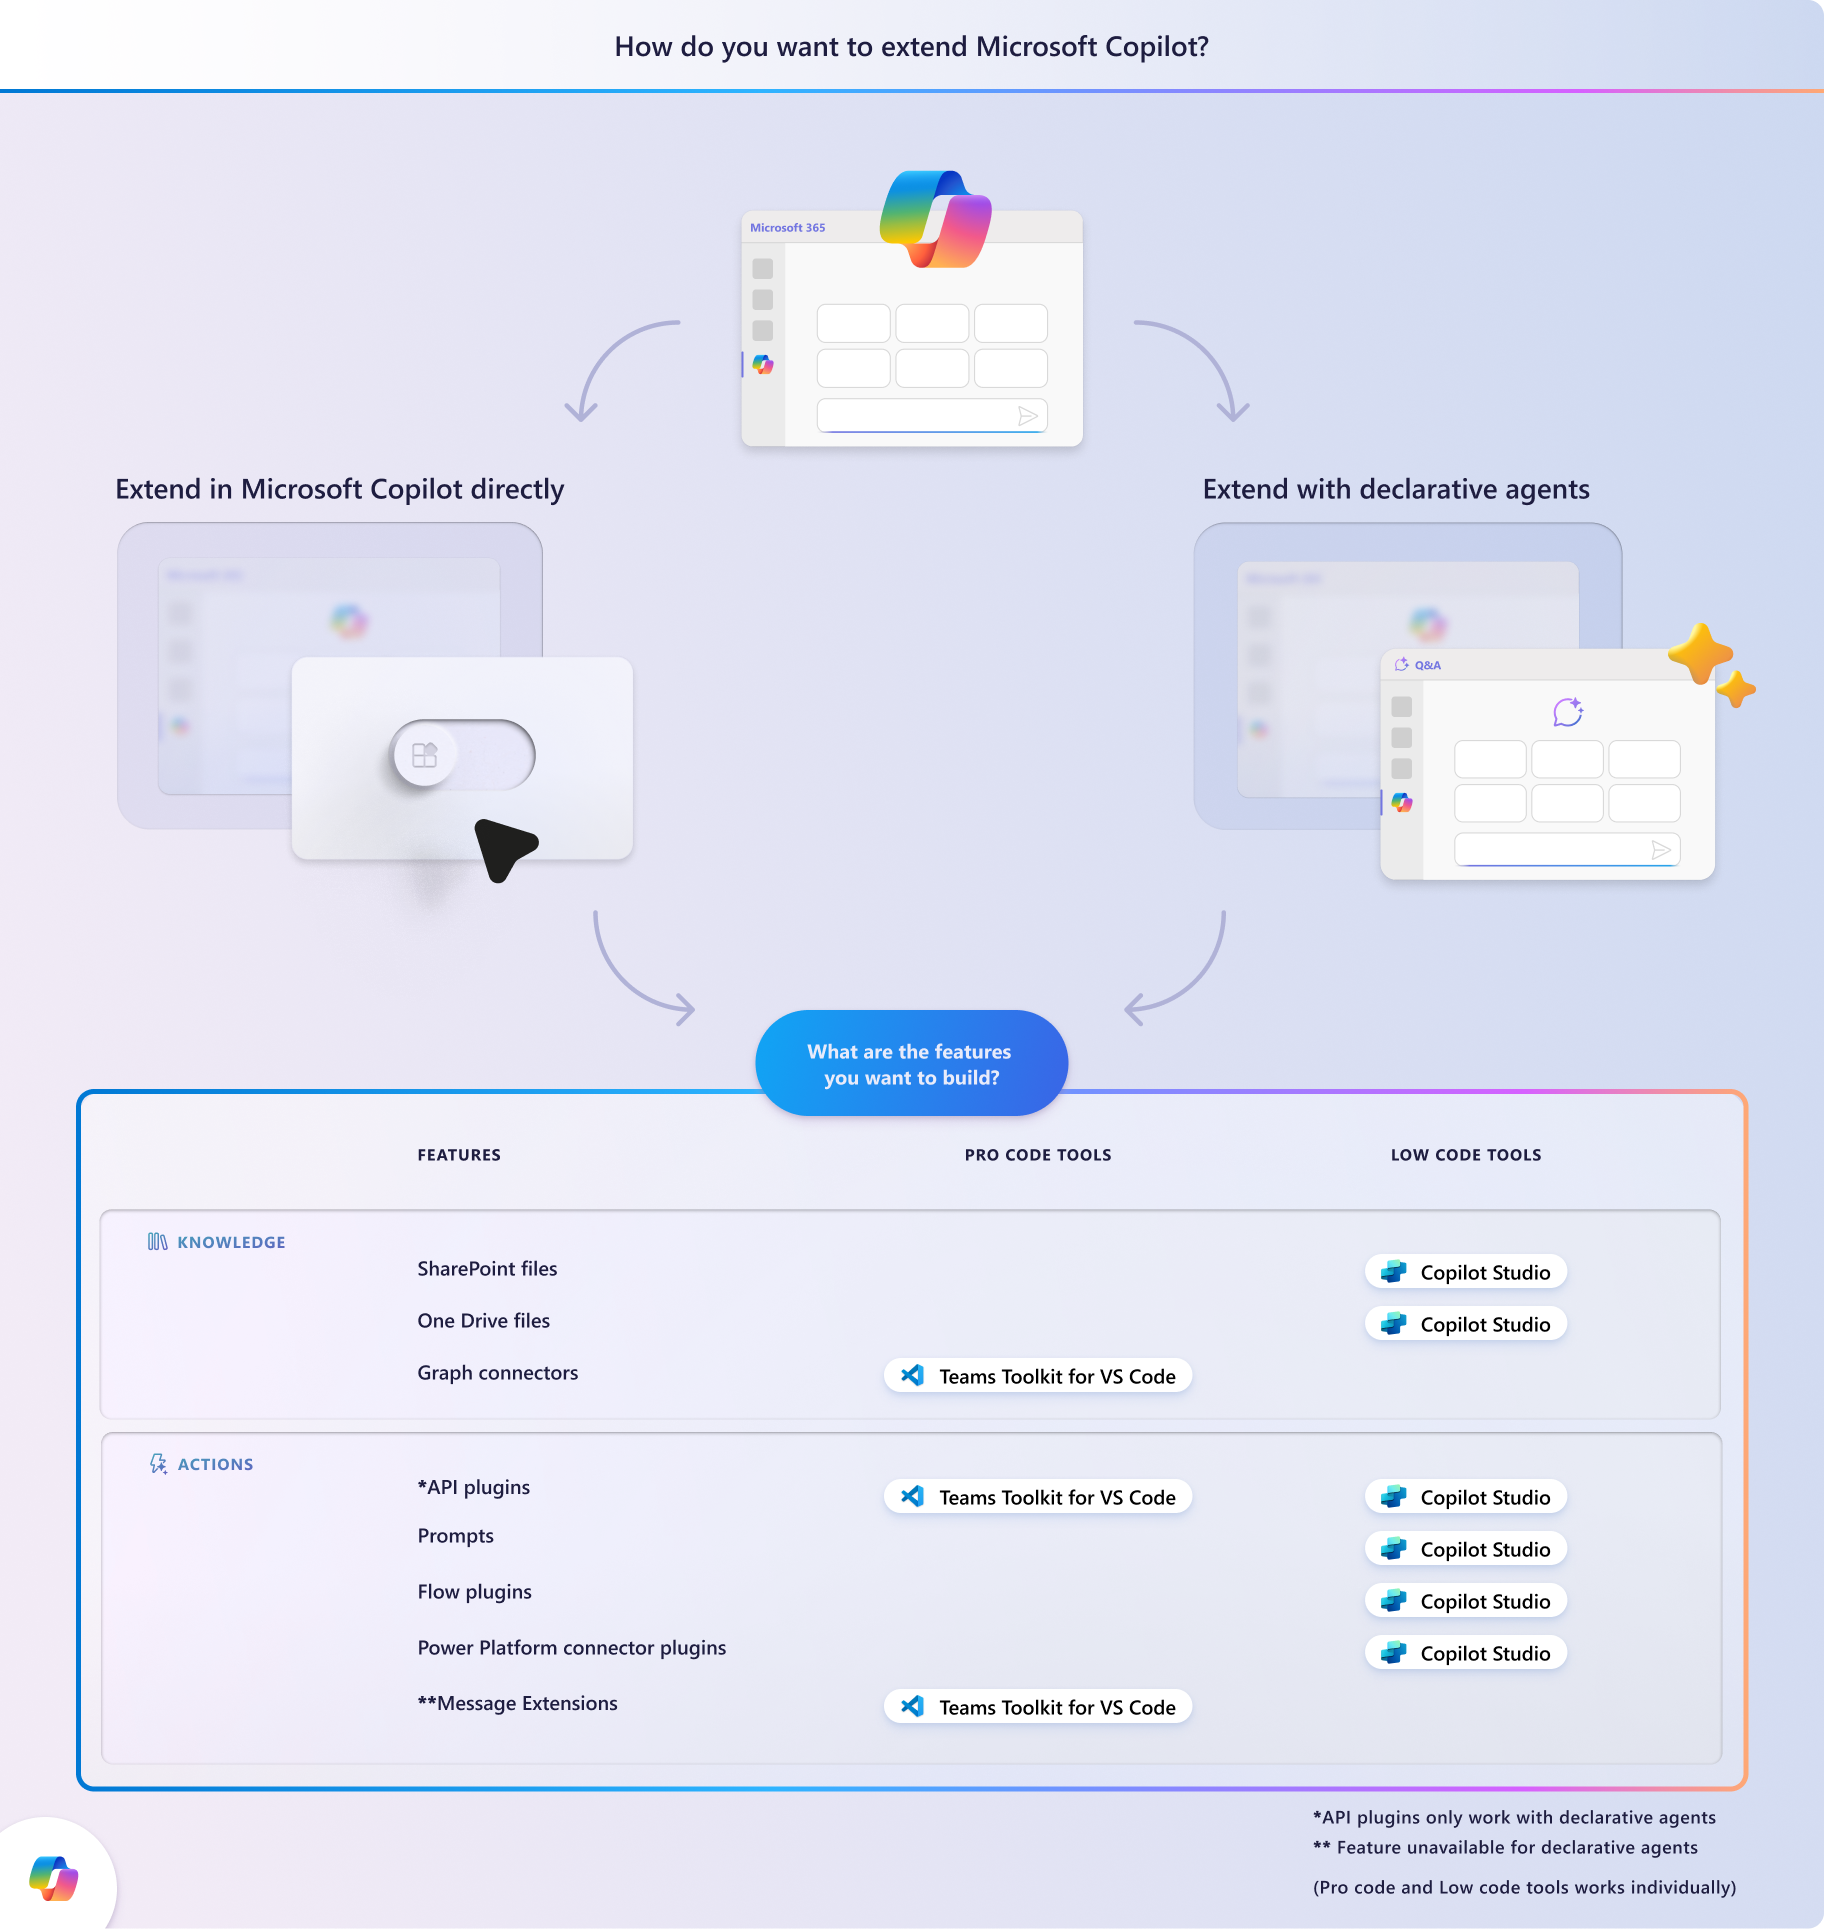 How do you want to extend Microsoft Copilot?
Microsoft 365
Extend in Microsoft Copilot directly
Extend with declarative agents
Microsoft 365
Microsoft 365
Q&A
What are the features
you want to build?
FEATURES
PRO CODE TOOLS
LOW CODE TOOLS
KNOWLEDGE
SharePoint files
Copilot Studio
One Drive files
Copilot Studio
Graph connectors
Teams Toolkit for VS Code
ACTIONS
*API plugins
Teams Toolkit for VS Code
Copilot Studio
Prompts
Copilot Studio
Flow plugins
Copilot Studio
Power Platform connector plugins
Copilot Studio
**Message Extensions
Teams Toolkit for VS Code
*API plugins only work with declarative agents
** Feature unavailable for declarative agents
(Pro code and Low code tools works individually)